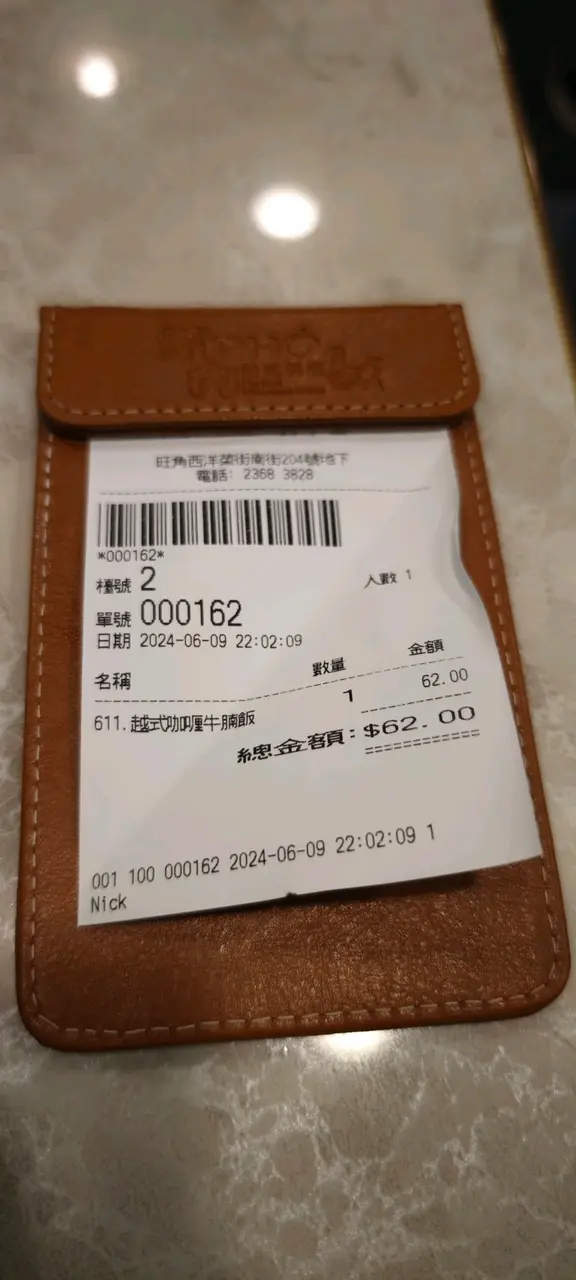 旺角西洋菜街南街204號地下
電話: 2368 3828
*000162*
檯號 2 人數 1
單號 000162
日期 2024-06-09 22:02:09
名稱 數量 金額
611. 越式咖喱牛腩飯 1 62.00
總金額: $62.00
001 100 000162 2024-06-09 22:02:09 1
Nick